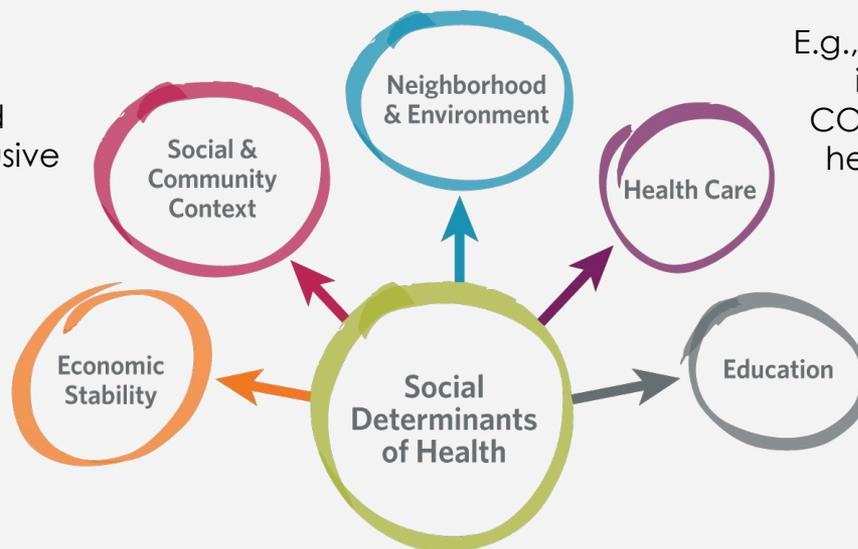 Neighborhood
& Environment
E.g.,
Social &
Community
Context
Health Care
Economic
Stability
Education
Social
Determinants
of Health